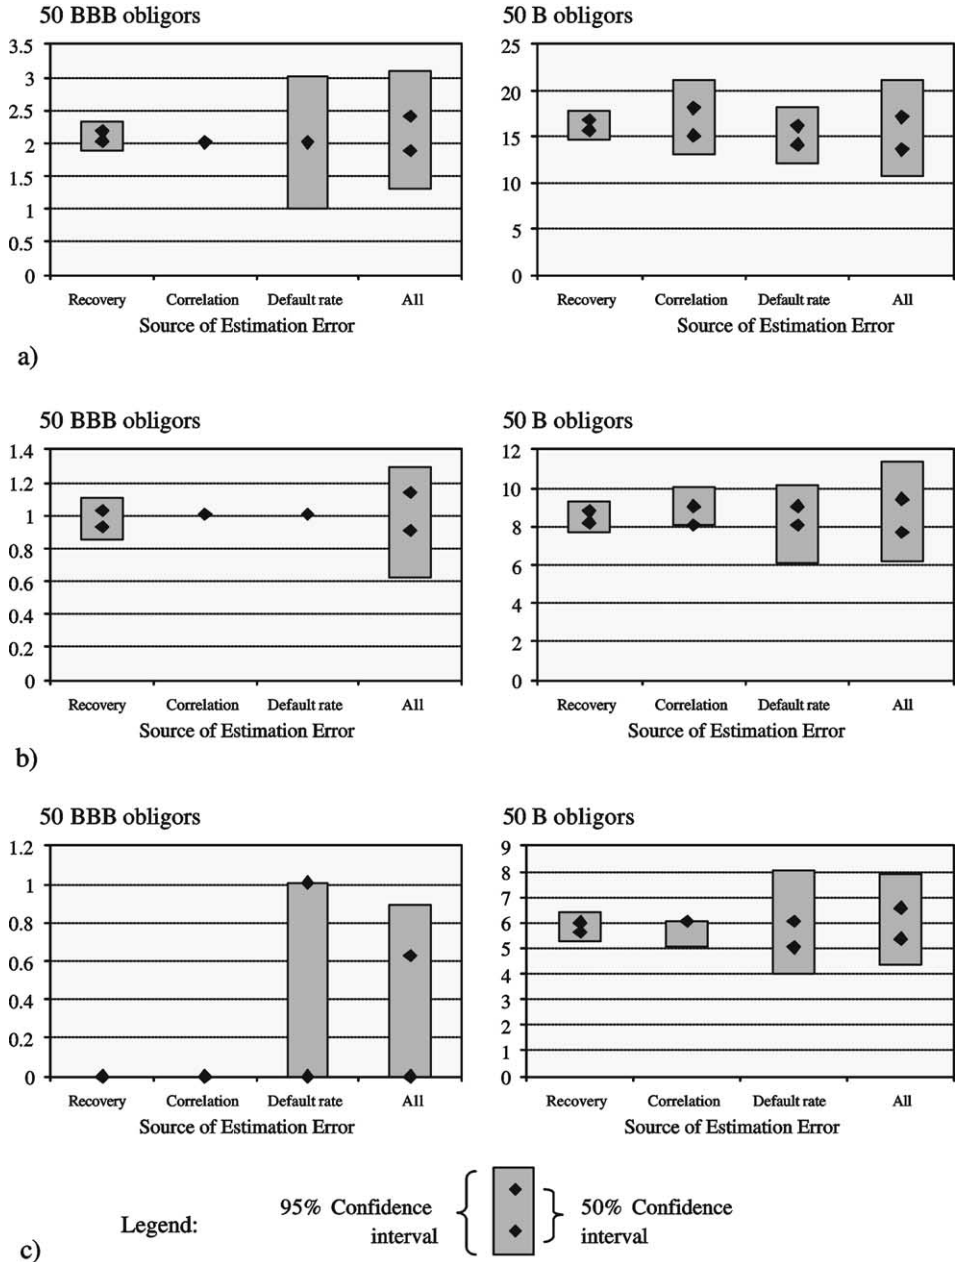 50 BBB obligors
3.5
3
2.5
2
1.5
1
0.5
0
Recovery Correlation Default rate All
Source of Estimation Error
50 B obligors
25
20
15
10
5
0
Recovery Correlation Default rate All
Source of Estimation Error
a)
50 BBB obligors
1.4
1.2
1
0.8
0.6
0.4
0.2
0
Recovery Correlation Default rate All
Source of Estimation Error
50 B obligors
12
10
8
6
4
2
0
Recovery Correlation Default rate All
Source of Estimation Error
b)
50 BBB obligors
1.2
1
0.8
0.6
0.4
0.2
0
Recovery Correlation Default rate All
Source of Estimation Error
50 B obligors
9
8
7
6
5
4
3
2
1
0
Recovery Correlation Default rate All
Source of Estimation Error
Legend:
95% Confidence
interval
50% Confidence
interval
c)